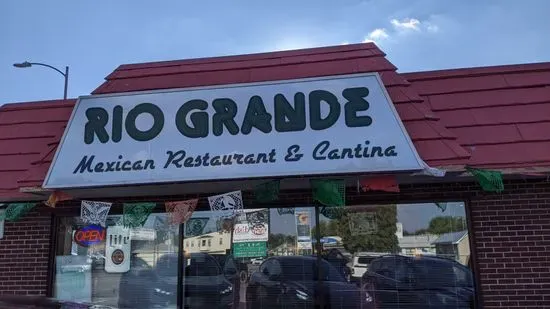 RIO GRANDE
Mexican Restaurant & Cantina
OPEN